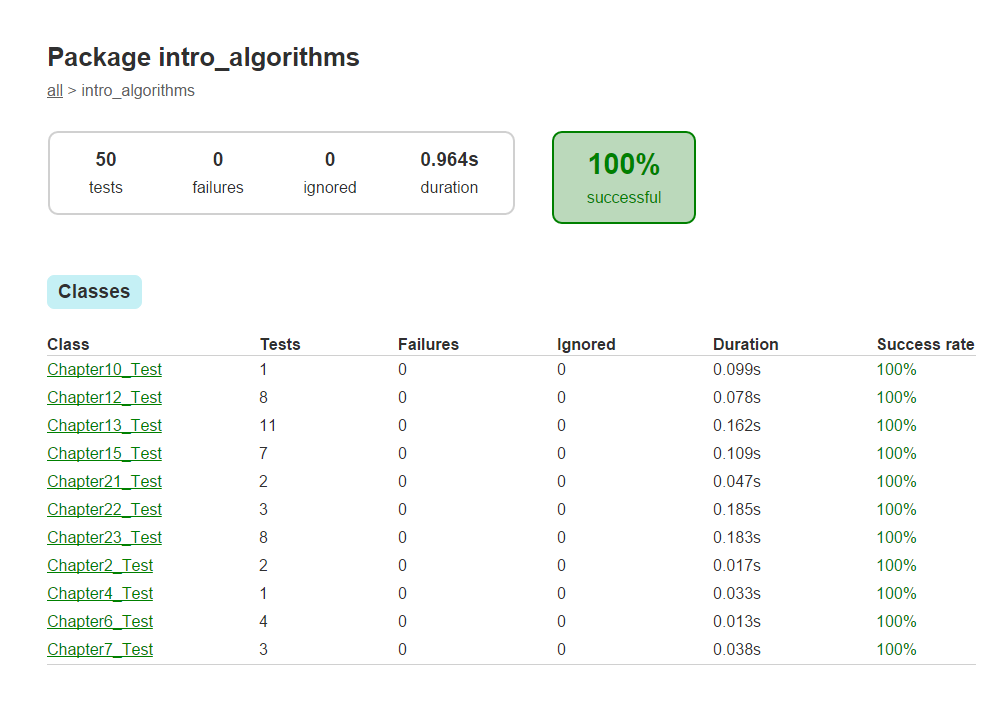 Package intro_algorithms
all > intro_algorithms
50 0 0 0.964s 100%
tests failures ignored duration successful
Classes
Class Tests Failures Ignored Duration Success rate
Chapter10_Test 1 0 0 0.099s 100%
Chapter12_Test 8 0 0 0.078s 100%
Chapter13_Test 11 0 0 0.162s 100%
Chapter15_Test 7 0 0 0.109s 100%
Chapter21_Test 2 0 0 0.047s 100%
Chapter22_Test 3 0 0 0.185s 100%
Chapter23_Test 8 0 0 0.183s 100%
Chapter2_Test 2 0 0 0.017s 100%
Chapter4_Test 1 0 0 0.033s 100%
Chapter6_Test 4 0 0 0.013s 100%
Chapter7_Test 3 0 0 0.038s 100%